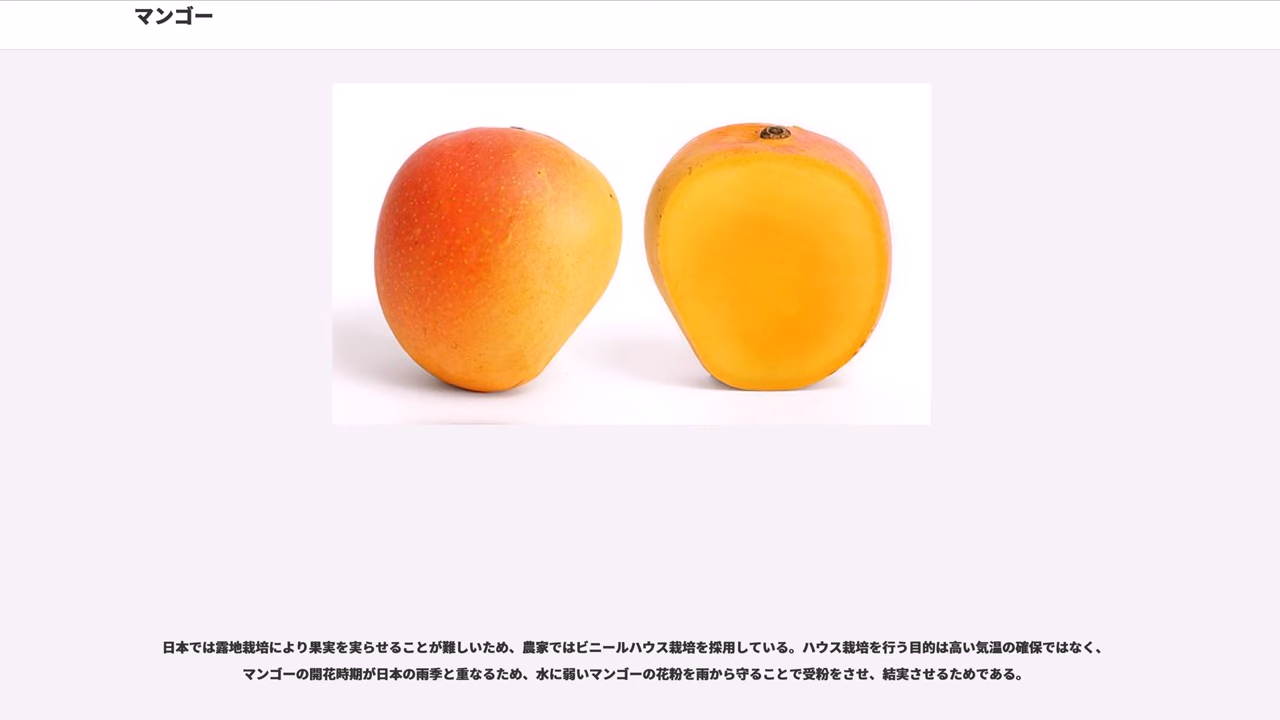 マンゴー
日本では露地栽培により果実を実らせることが難しいため、農家ではビニールハウス栽培を採用している。ハウス栽培を行う目的は高い気温の確保ではなく、
マンゴーの開花時期が日本の雨季と重なるため、水に弱いマンゴーの花粉を雨から守ることで受粉をさせ、結実させるためである。